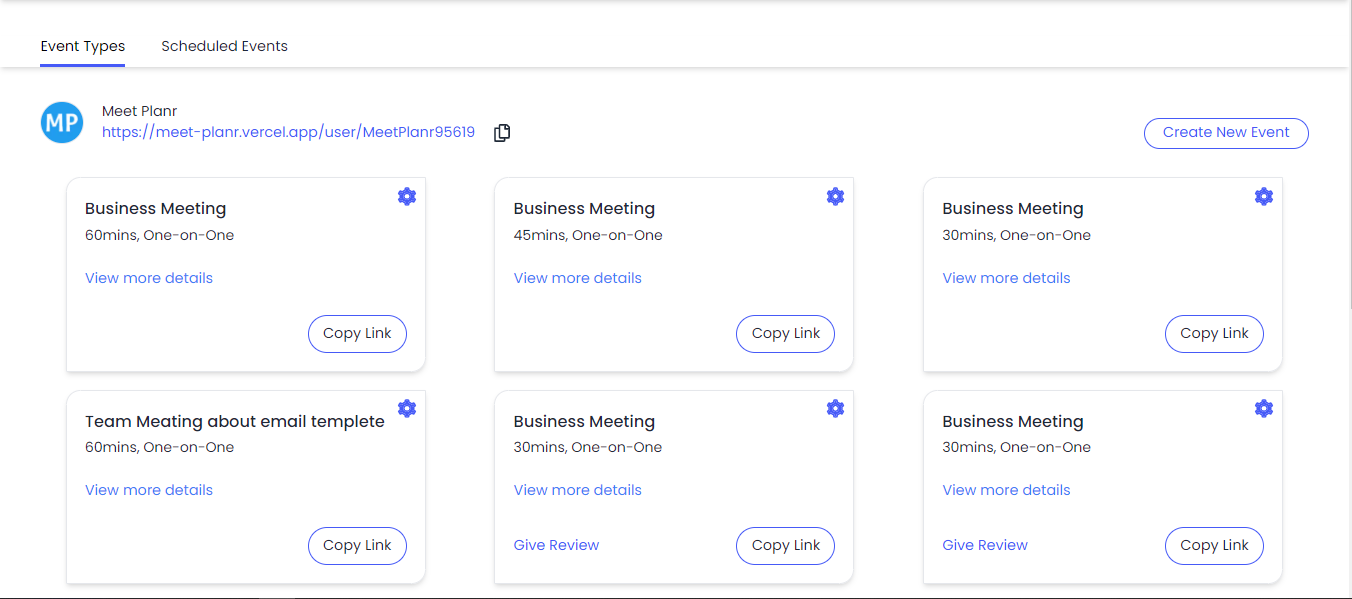 Event Types
Scheduled Events
MP
Meet Planr
https://meet-planr.vercel.app/user/MeetPlanr95619
Create New Event
Business Meeting
60mins, One-on-One
View more details
Copy Link
Business Meeting
45mins, One-on-One
View more details
Copy Link
Business Meeting
30mins, One-on-One
View more details
Copy Link
Team Meating about email templete
60mins, One-on-One
View more details
Copy Link
Business Meeting
30mins, One-on-One
View more details
Give Review
Copy Link
Business Meeting
30mins, One-on-One
View more details
Give Review
Copy Link